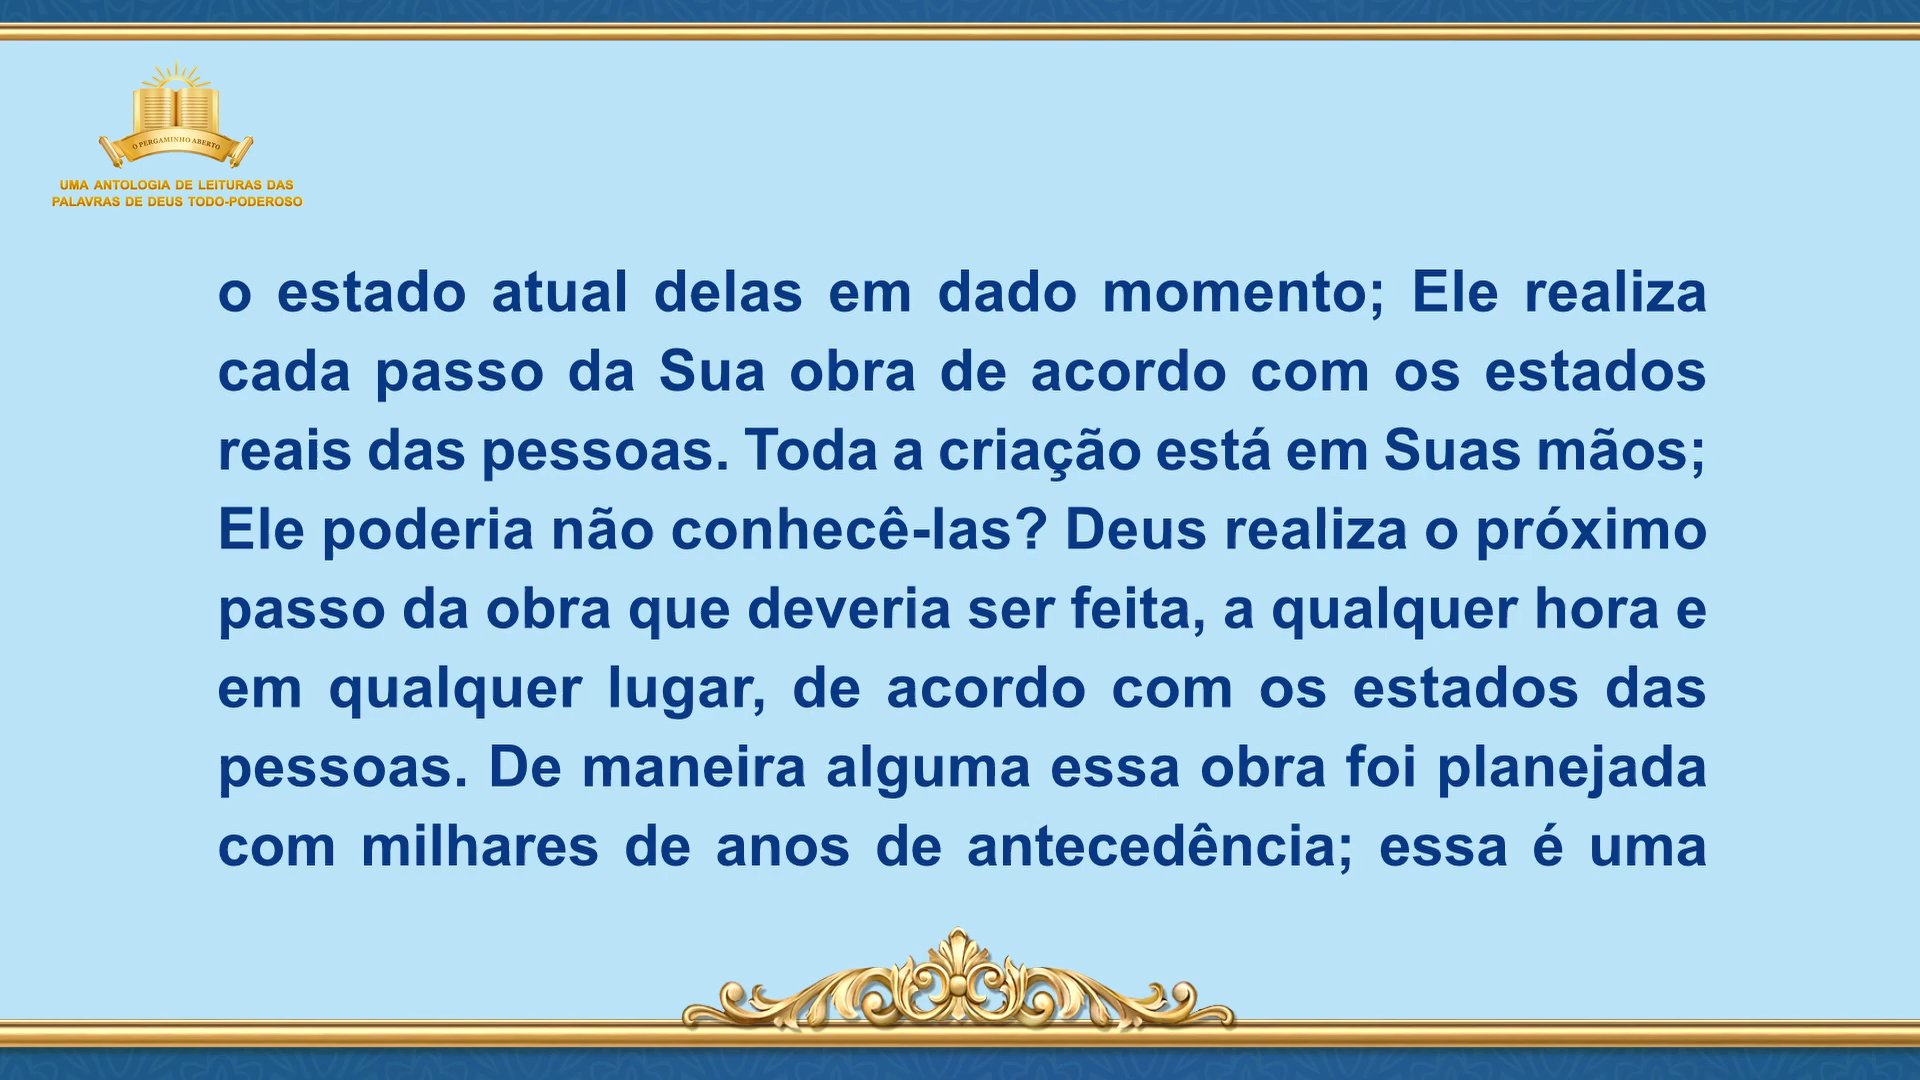 O PERGAMINHO ABERTO
UMA ANTOLOGIA DE LEITURAS DAS
PALAVRAS DE DEUS TODO-PODEROSO
o estado atual delas em dado momento; Ele realiza
cada passo da Sua obra de acordo com os estados
reais das pessoas. Toda a criação está em Suas mãos;
Ele poderia não conhecê-las? Deus realiza o próximo
passo da obra que deveria ser feita, a qualquer hora e
em qualquer lugar, de acordo com os estados das
pessoas. De maneira alguma essa obra foi planejada
com milhares de anos de antecedência; essa é uma